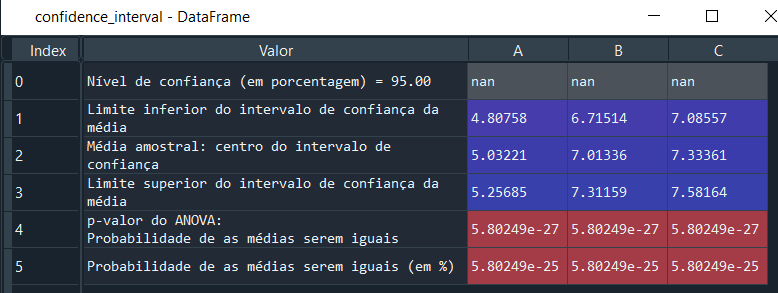 confidence_interval - DataFrame
Index Valor A B C
0 Nível de confiança (em porcentagem) = 95.00 nan nan nan
Limite inferior do intervalo de confiança da
1 média 4.80758 6.71514 7.08557
Média amostral: centro do intervalo de
2 confiança 5.03221 7.01336 7.33361
Limite superior do intervalo de confiança da
3 média 5.25685 7.31159 7.58164
p-valor do ANOVA:
4 Probabilidade de as médias serem iguais 5.80249e-27 5.80249e-27 5.80249e-27
5 Probabilidade de as médias serem iguais (em %) 5.80249e-25 5.80249e-25 5.80249e-25